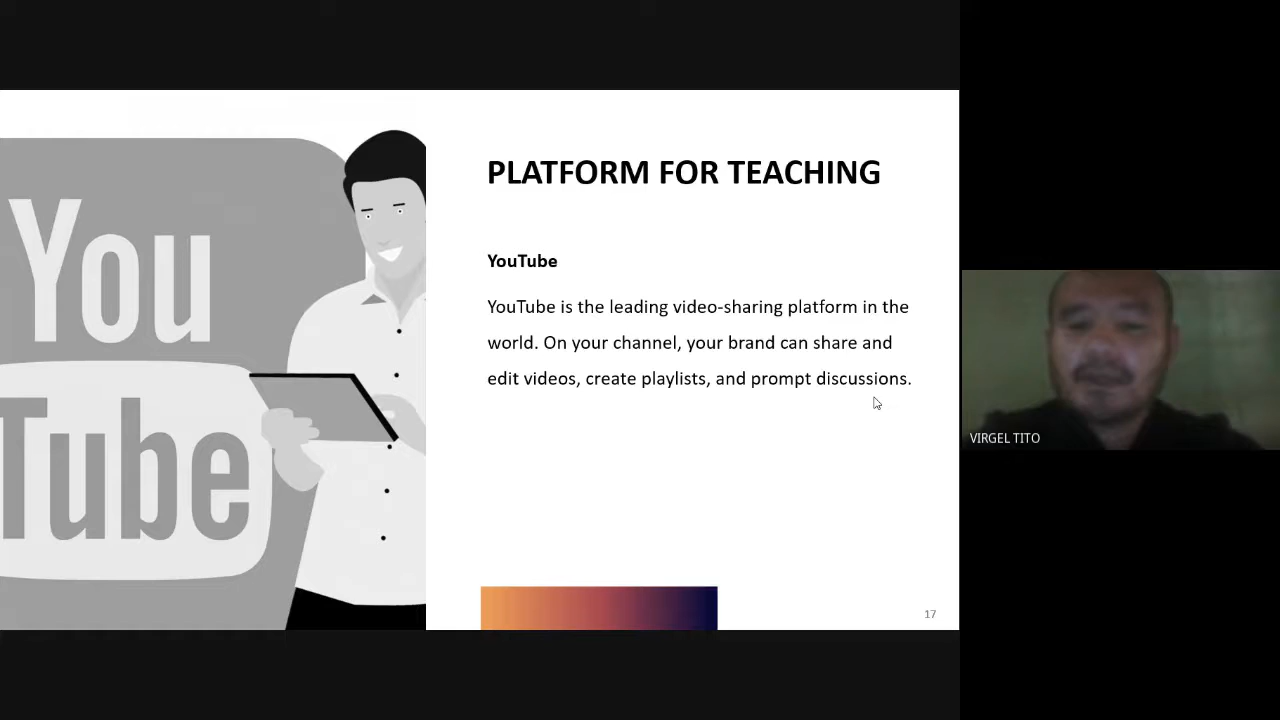 You
Tube
PLATFORM FOR TEACHING
YouTube
YouTube is the leading video-sharing platform in the
world. On your channel, your brand can share and
edit videos, create playlists, and prompt discussions.
17
VIRGEL TITO